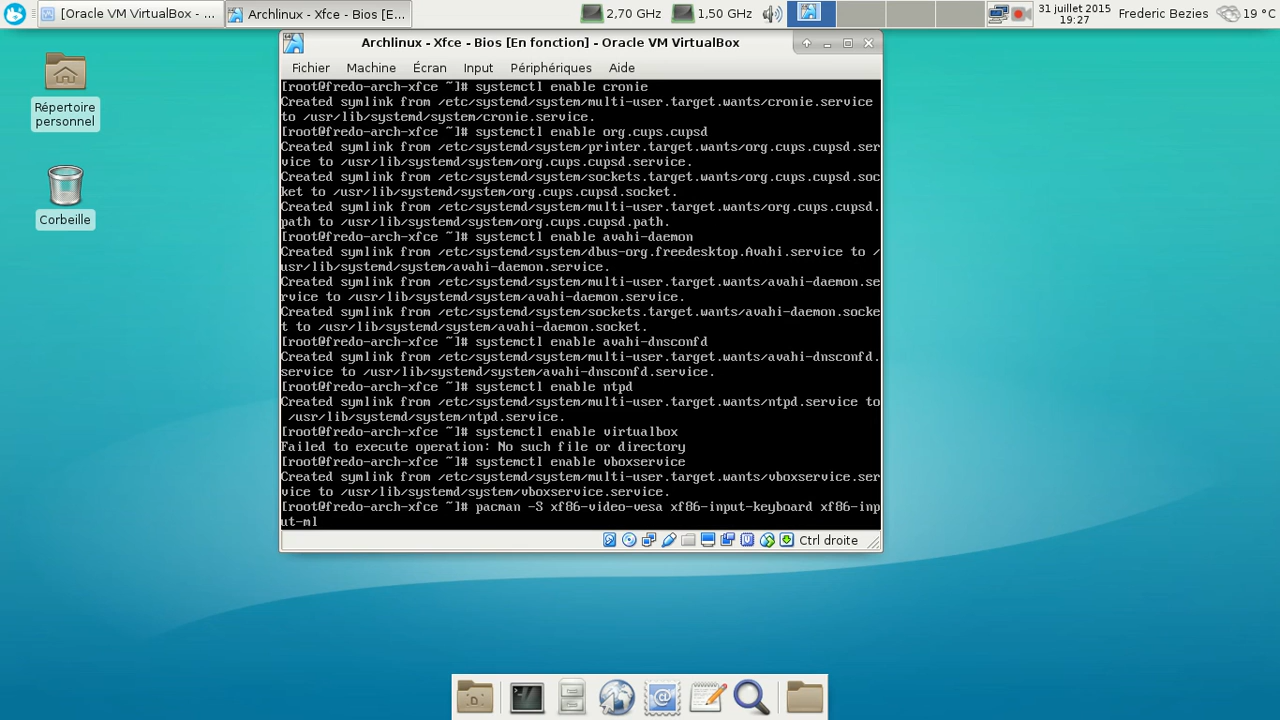 [Oracle VM VirtualBox - ...
Archlinux - Xfce - Bios [E...
2,70 GHz
1,50 GHz
31 juillet 2015
19:27
Frederic Bezies
19 °C
Archlinux - Xfce - Bios [En fonction] - Oracle VM VirtualBox
Fichier Machine Écran Input Périphériques Aide
Répertoire
personnel
Corbeille
[root@fredo-arch-xfce ~]# systemctl enable cronie
Created symlink from /etc/systemd/system/multi-user.target.wants/cronie.service
to /usr/lib/systemd/system/cronie.service.
[root@fredo-arch-xfce ~]# systemctl enable org.cups.cupsd
Created symlink from /etc/systemd/system/printer.target.wants/org.cups.cupsd.ser
vice to /usr/lib/systemd/system/org.cups.cupsd.service.
Created symlink from /etc/systemd/system/sockets.target.wants/org.cups.cupsd.soc
ket to /usr/lib/systemd/system/org.cups.cupsd.socket.
Created symlink from /etc/systemd/system/multi-user.target.wants/org.cups.cupsd.
path to /usr/lib/systemd/system/org.cups.cupsd.path.
[root@fredo-arch-xfce ~]# systemctl enable avahi-daemon
Created symlink from /etc/systemd/system/dbus-org.freedesktop.Avahi.service to /
usr/lib/systemd/system/avahi-daemon.service.
Created symlink from /etc/systemd/system/multi-user.target.wants/avahi-daemon.se
rvice to /usr/lib/systemd/system/avahi-daemon.service.
Created symlink from /etc/systemd/system/sockets.target.wants/avahi-daemon.socke
t to /usr/lib/systemd/system/avahi-daemon.socket.
[root@fredo-arch-xfce ~]# systemctl enable avahi-dnsconfd
Created symlink from /etc/systemd/system/multi-user.target.wants/avahi-dnsconfd.
service to /usr/lib/systemd/system/avahi-dnsconfd.service.
[root@fredo-arch-xfce ~]# systemctl enable ntpd
Created symlink from /etc/systemd/system/multi-user.target.wants/ntpd.service to
/usr/lib/systemd/system/ntpd.service.
[root@fredo-arch-xfce ~]# systemctl enable virtualbox
Failed to execute operation: No such file or directory
[root@fredo-arch-xfce ~]# systemctl enable vboxservice
Created symlink from /etc/systemd/system/multi-user.target.wants/vboxservice.ser
vice to /usr/lib/systemd/system/vboxservice.service.
[root@fredo-arch-xfce ~]# pacman -S xf86-video-vesa xf86-input-keyboard xf86-inp
ut-ml
Ctrl droite